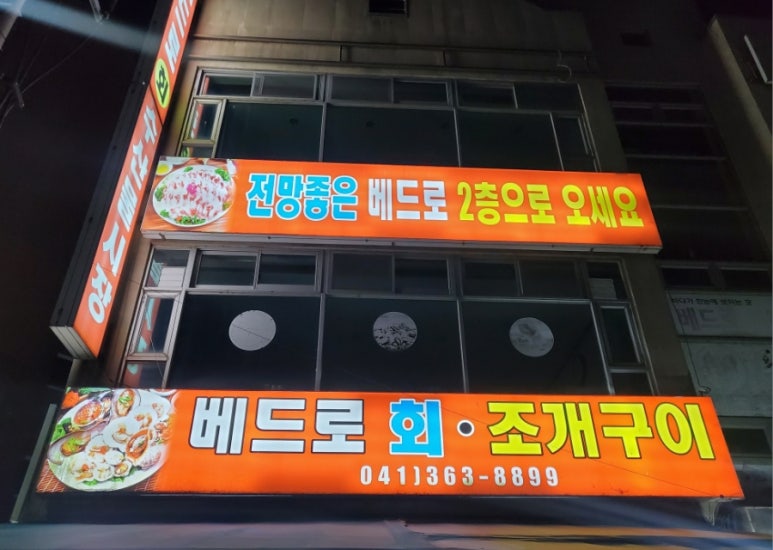 전망좋은 베드로 2층으로 오세요
베드로 회·조개구이
041)363-8899